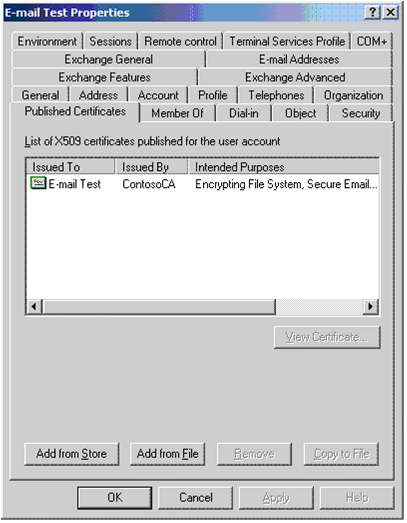 E-mail Test Properties
Environment Sessions Remote control Terminal Services Profile COM+
Exchange General E-mail Addresses
Exchange Features Exchange Advanced
General Address Account Profile Telephones Organization
Published Certificates Member Of Dial-in Object Security
List of X509 certificates published for the user account
Issued To Issued By Intended Purposes
E-mail Test ContosoCA Encrypting File System, Secure Email...
View Certificate...
Add from Store Add from File Remove Copy to File
OK Cancel Apply Help